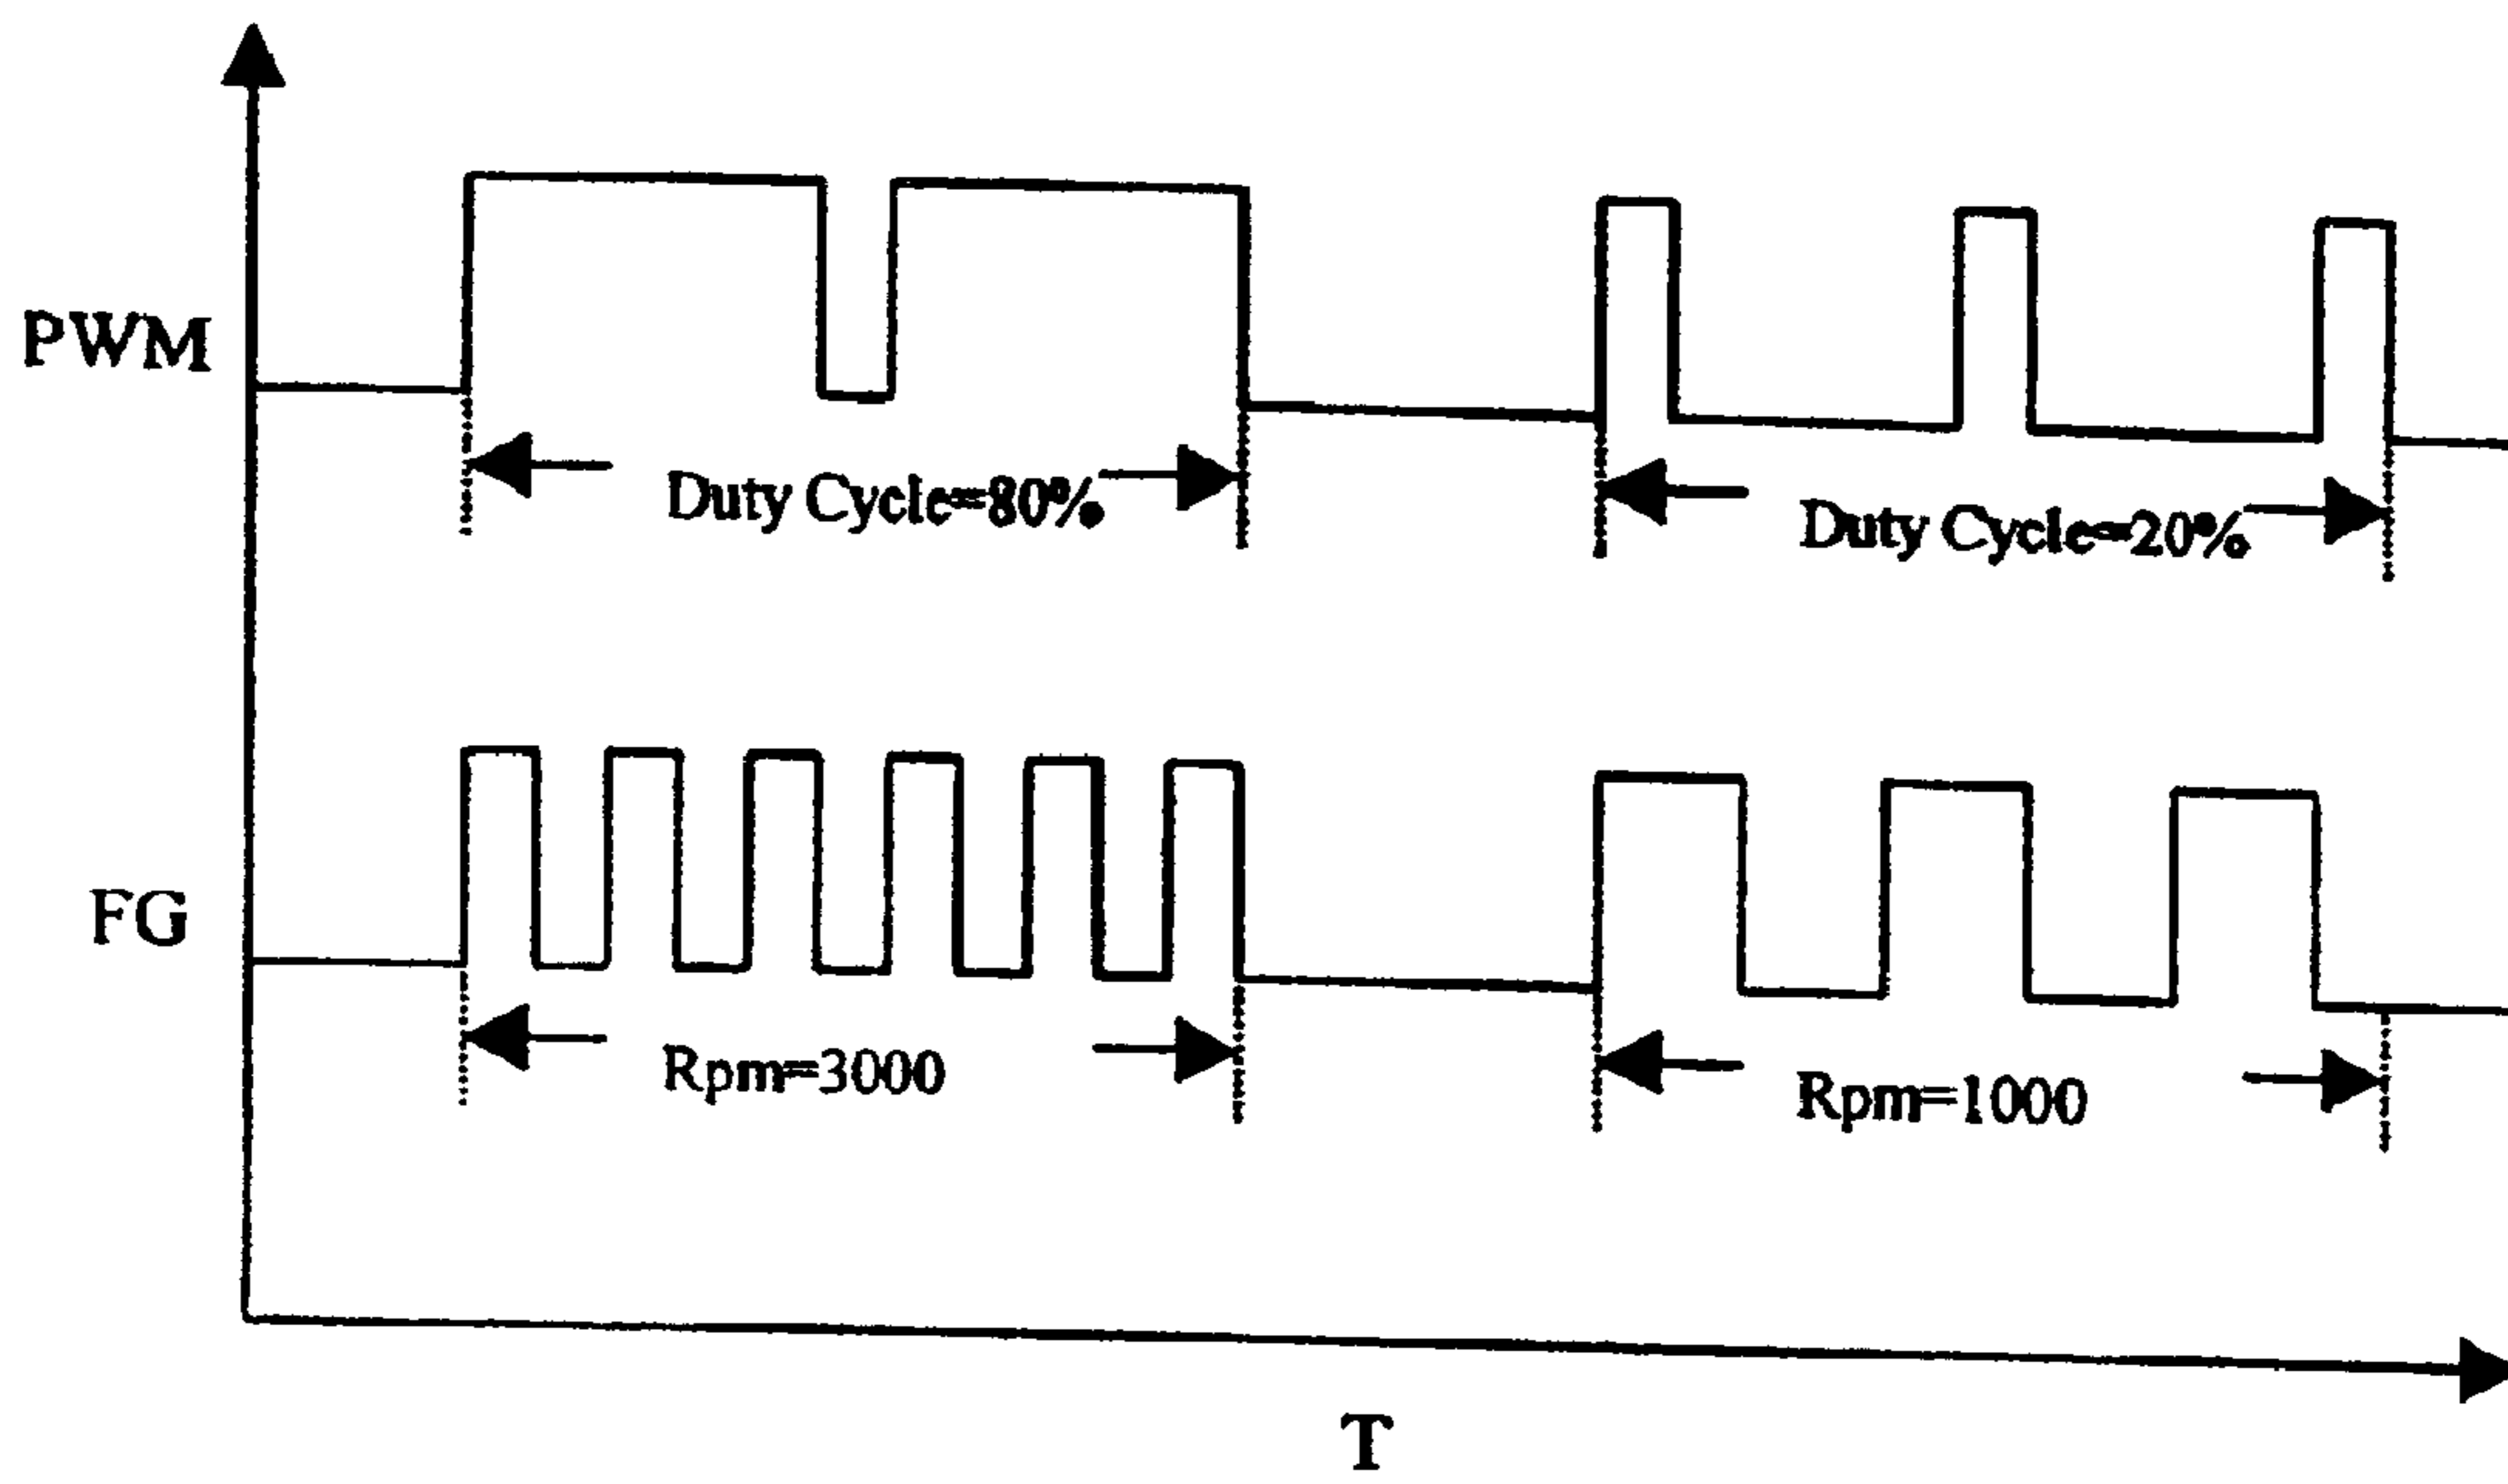 PWM
Duty Cycle=80%
Duty Cycle=20%
FG
Rpm=3000
Rpm=1000
T